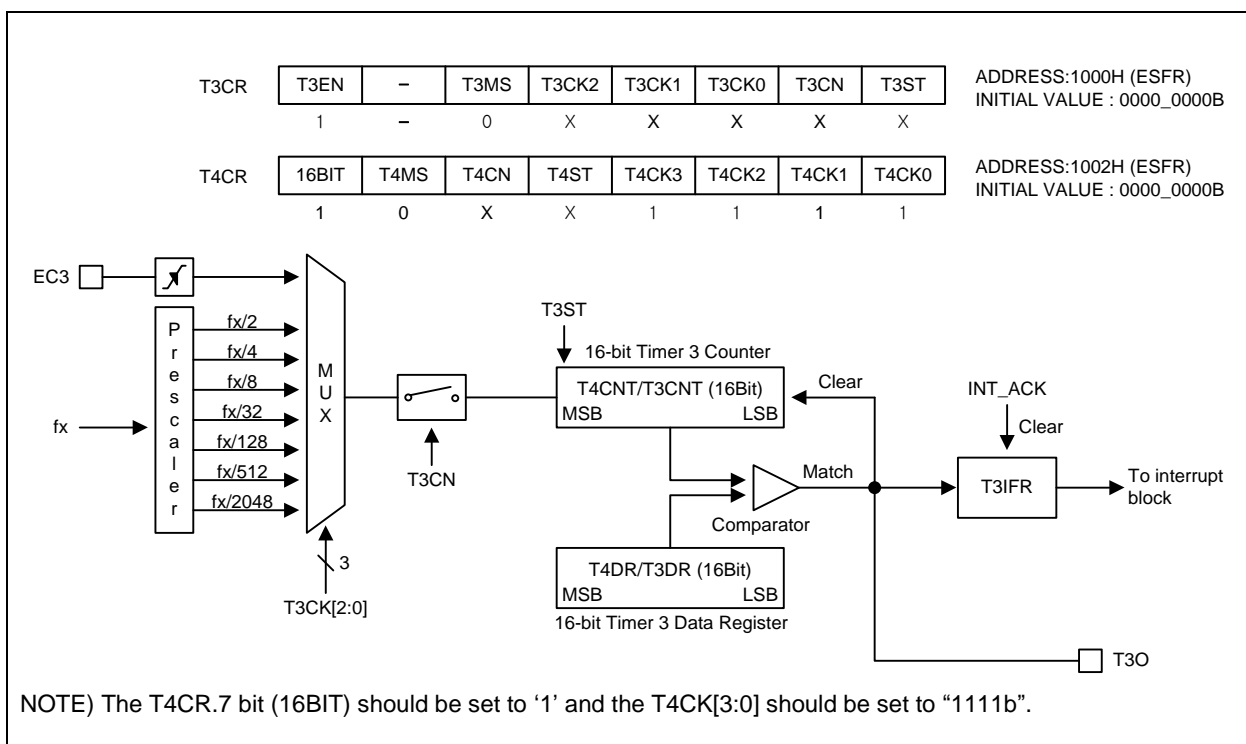 T3CR T3EN – T3MS T3CK2 T3CK1 T3CK0 T3CN T3ST
1 – 0 X X X X X
ADDRESS:1000H (ESFR)
INITIAL VALUE : 0000_0000B
T4CR 16BIT T4MS T4CN T4ST T4CK3 T4CK2 T4CK1 T4CK0
1 0 X X 1 1 1 1
ADDRESS:1002H (ESFR)
INITIAL VALUE : 0000_0000B
EC3
fx
Prescaler
fx/2
fx/4
fx/8
fx/32
fx/128
fx/512
fx/2048
MUX
3
T3CK[2:0]
T3CN
T3ST
16-bit Timer 3 Counter
T4CNT/T3CNT (16Bit)
MSB LSB
Clear
Comparator
Match
T4DR/T3DR (16Bit)
MSB LSB
16-bit Timer 3 Data Register
INT_ACK
Clear
T3IFR
To interrupt
block
T3O
NOTE) The T4CR.7 bit (16BIT) should be set to ‘1’ and the T4CK[3:0] should be set to “1111b”.